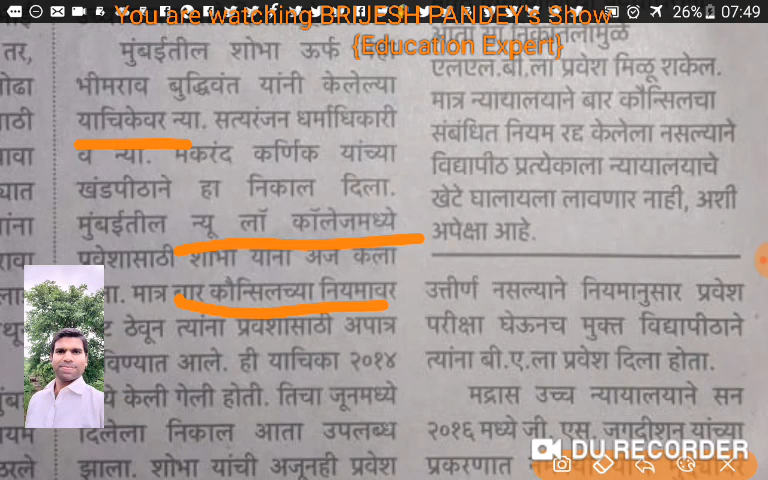 You are watching BRIJESH PANDEY's Show
26% 07:49
{Education Expert}
तर,
मुंबईतील शोभा ऊर्फ
भीमराव बुद्धिवंत यांनी केलेल्या
याचिकेवर न्या. सत्यरंजन धर्माधिकारी
व न्या. मकरंद कर्णिक यांच्या
खंडपीठाने हा निकाल दिला.
मुंबईतील न्यू लॉ कॉलेजमध्ये
प्रवेशासाठी शोभा यांनी अर्ज केला
मात्र बार कौन्सिलच्या नियमावर
ठेवून त्यांना प्रवेशासाठी अपात्र
विण्यात आले. ही याचिका २०१४
केली गेली होती. तिचा जूनमध्ये
दिलेला निकाल आता उपलब्ध
झाला. शोभा यांची अजूनही प्रवेश
एलएल.बी.ला प्रवेश मिळू शकेल.
मात्र न्यायालयाने बार कौन्सिलचा
संबंधित नियम रद्द केलेला नसल्याने
विद्यापीठ प्रत्येकाला न्यायालयाचे
खेटे घालायला लावणार नाही, अशी
अपेक्षा आहे.
उत्तीर्ण नसल्याने नियमानुसार प्रवेश
परीक्षा घेऊनच मुक्त विद्यापीठाने
त्यांना बी.ए.ला प्रवेश दिला होता.
मद्रास उच्च न्यायालयाने सन
२०१६ मध्ये जी. एस. जगदीशन यांच्या
प्रकरणात
DU RECORDER